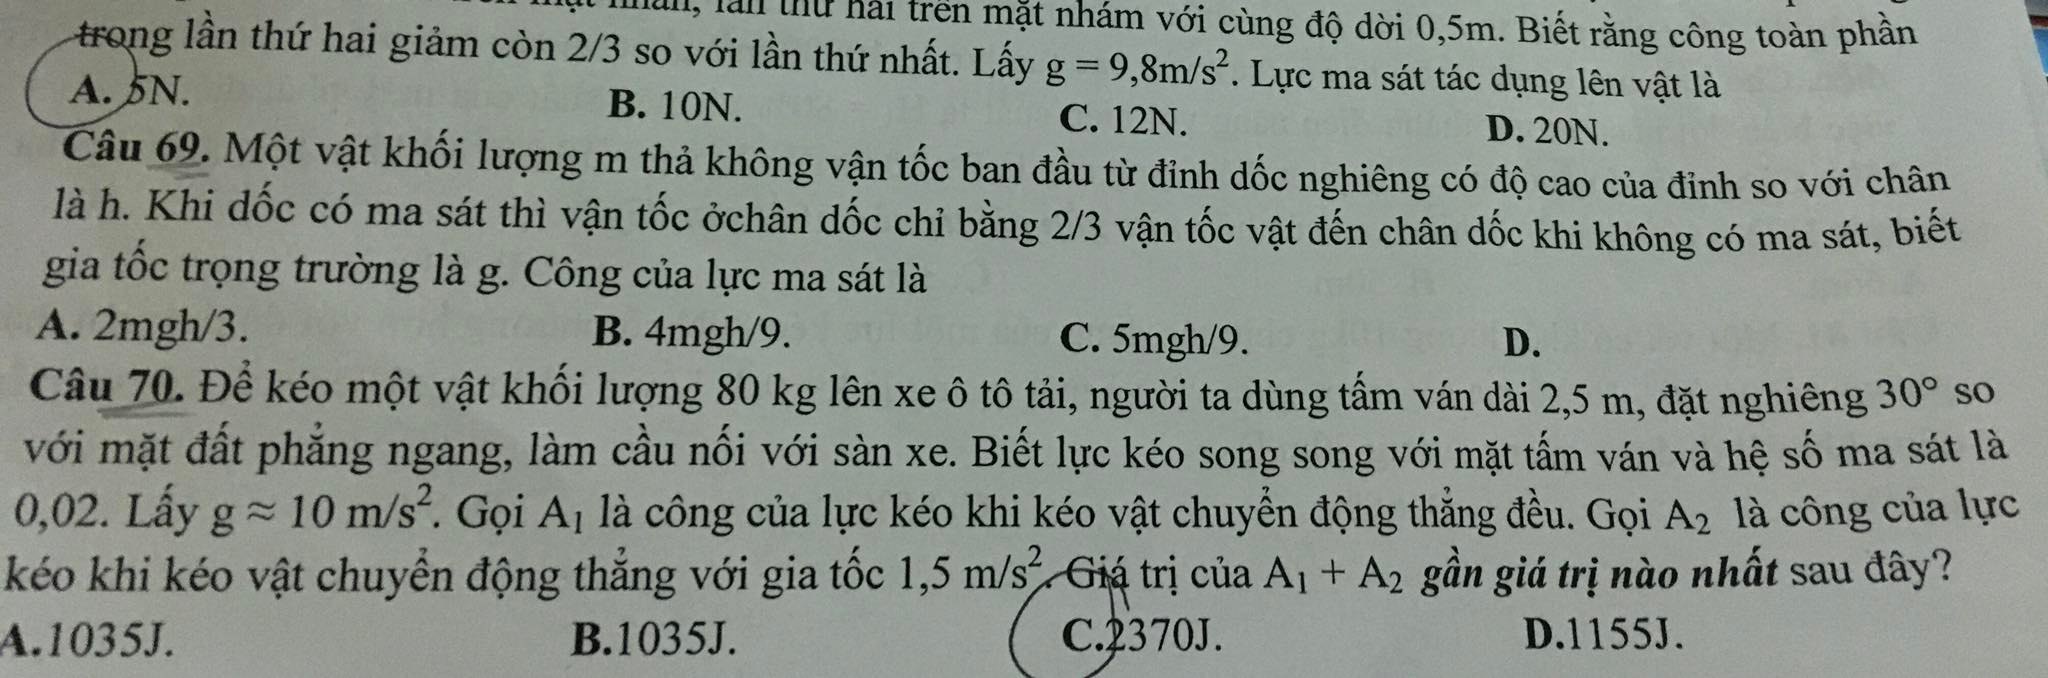 lần thứ hai trên mặt nhám với cùng độ dời 0,5m. Biết rằng công toàn phần
trong lần thứ hai giảm còn 2/3 so với lần thứ nhất. Lấy g = 9,8m/s². Lực ma sát tác dụng lên vật là
A. 5N. B. 10N. C. 12N. D. 20N.
Câu 69. Một vật khối lượng m thả không vận tốc ban đầu từ đỉnh dốc nghiêng có độ cao của đỉnh so với chân
là h. Khi dốc có ma sát thì vận tốc ởchân dốc chỉ bằng 2/3 vận tốc vật đến chân dốc khi không có ma sát, biết
gia tốc trọng trường là g. Công của lực ma sát là
A. 2mgh/3. B. 4mgh/9. C. 5mgh/9. D.
Câu 70. Để kéo một vật khối lượng 80 kg lên xe ô tô tải, người ta dùng tấm ván dài 2,5 m, đặt nghiêng 30° so
với mặt đất phẳng ngang, làm cầu nối với sàn xe. Biết lực kéo song song với mặt tấm ván và hệ số ma sát là
0,02. Lấy g ≈ 10 m/s². Gọi A₁ là công của lực kéo khi kéo vật chuyển động thẳng đều. Gọi A₂ là công của lực
kéo khi kéo vật chuyển động thẳng với gia tốc 1,5 m/s². Giá trị của A₁ + A₂ gần giá trị nào nhất sau đây?
A.1035J. B.1035J. C.2370J. D.1155J.